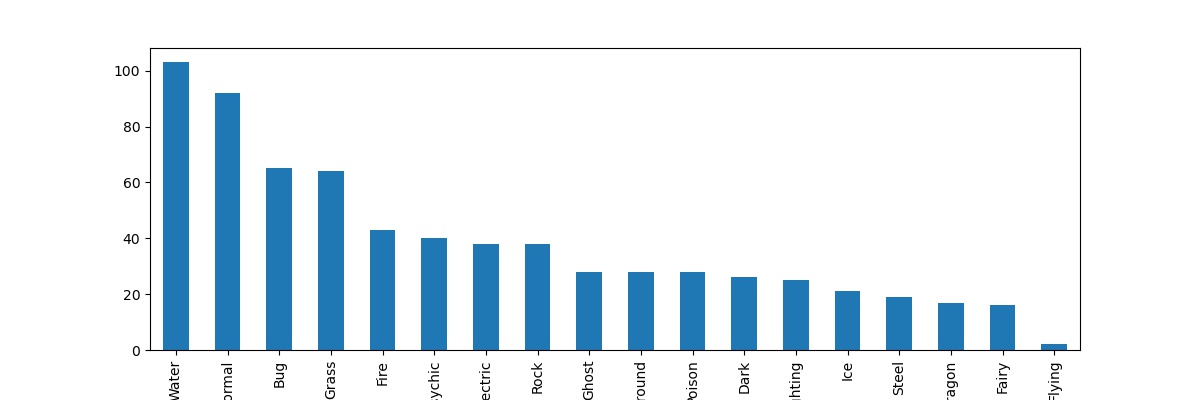 100
80
60
40
20
0
Water
ormal
Bug
Grass
Fire
ychic
ectric
Rock
Ghost
round
oison
Dark
hting
Ice
Steel
ragon
Fairy
Flying